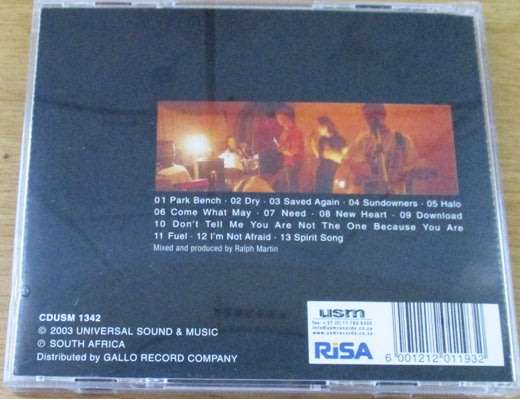 01 Park Bench · 02 Dry · 03 Saved Again · 04 Sundowners · 05 Halo
06 Come What May · 07 Need · 08 New Heart · 09 Download
10 Don't Tell Me You Are Not The One Because You Are
11 Fuel · 12 I'm Not Afraid · 13 Spirit Song
Mixed and produced by Ralph Martin
CDUSM 1342
© 2003 UNIVERSAL SOUND & MUSIC
℗ SOUTH AFRICA
Distributed by GALLO RECORD COMPANY
usm
RiSA
6 001212 011932